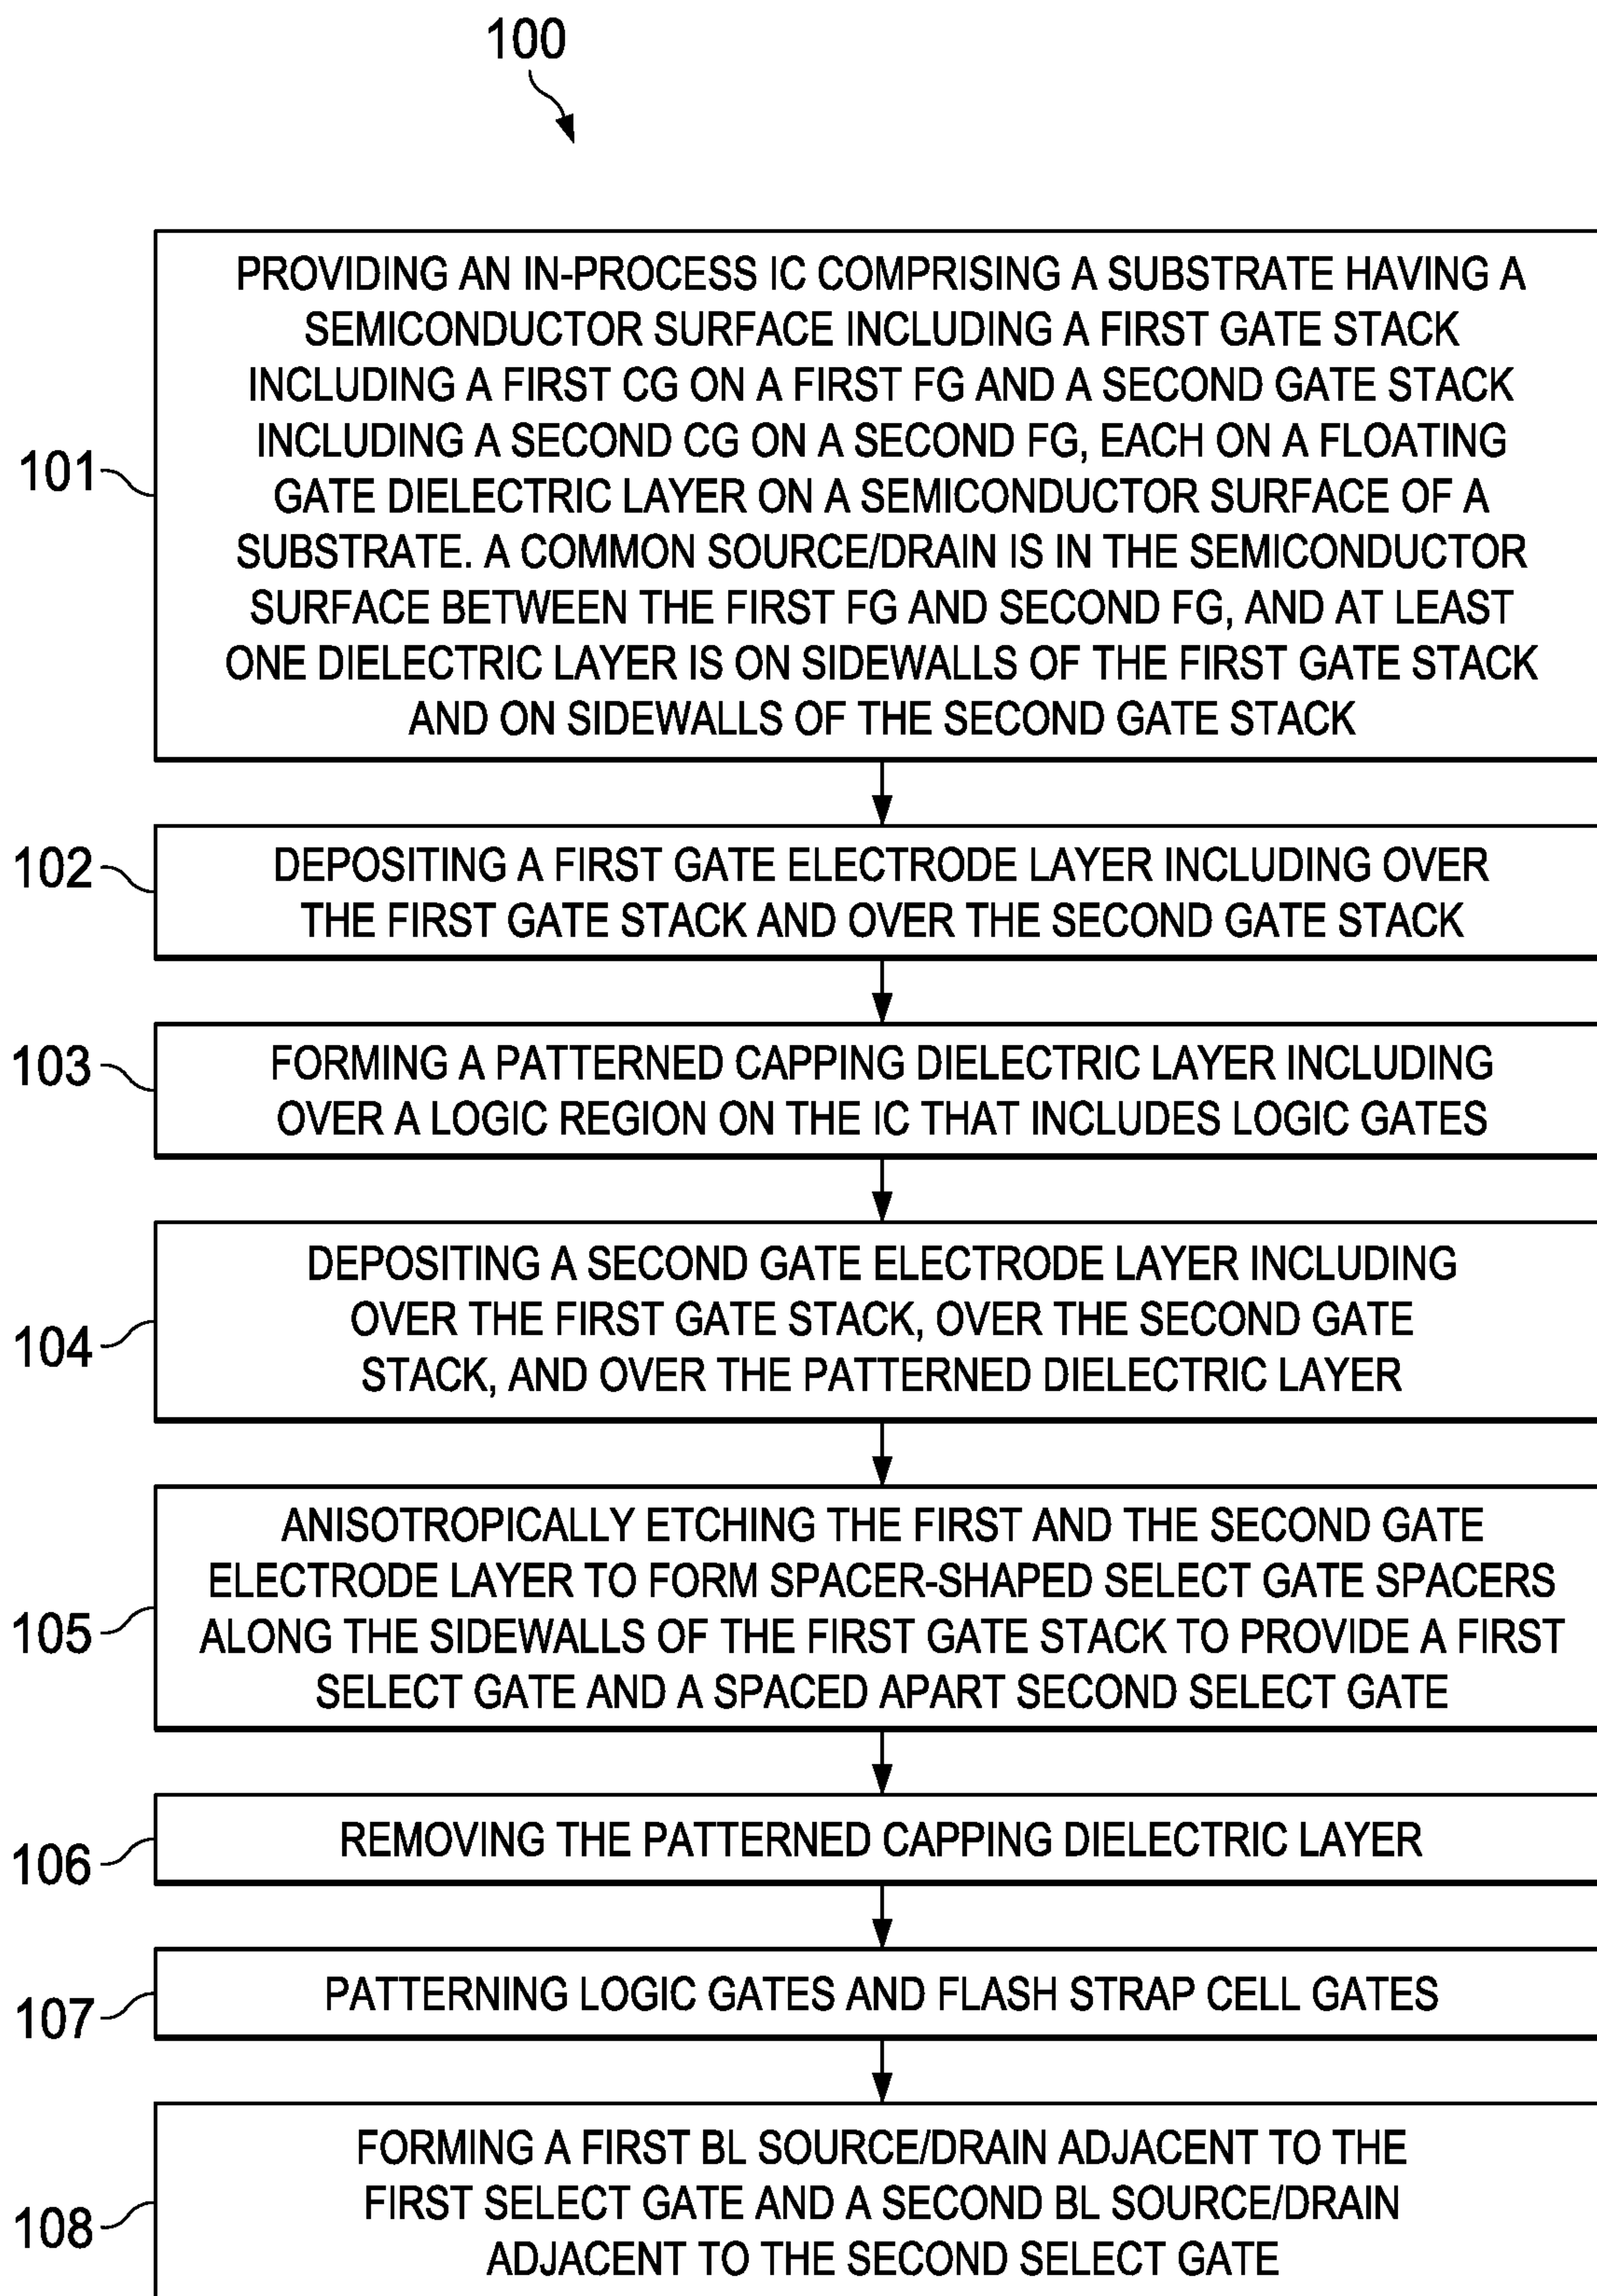 100
101
PROVIDING AN IN-PROCESS IC COMPRISING A SUBSTRATE HAVING A
SEMICONDUCTOR SURFACE INCLUDING A FIRST GATE STACK
INCLUDING A FIRST CG ON A FIRST FG AND A SECOND GATE STACK
INCLUDING A SECOND CG ON A SECOND FG, EACH ON A FLOATING
GATE DIELECTRIC LAYER ON A SEMICONDUCTOR SURFACE OF A
SUBSTRATE. A COMMON SOURCE/DRAIN IS IN THE SEMICONDUCTOR
SURFACE BETWEEN THE FIRST FG AND SECOND FG, AND AT LEAST
ONE DIELECTRIC LAYER IS ON SIDEWALLS OF THE FIRST GATE STACK
AND ON SIDEWALLS OF THE SECOND GATE STACK
102
DEPOSITING A FIRST GATE ELECTRODE LAYER INCLUDING OVER
THE FIRST GATE STACK AND OVER THE SECOND GATE STACK
103
FORMING A PATTERNED CAPPING DIELECTRIC LAYER INCLUDING
OVER A LOGIC REGION ON THE IC THAT INCLUDES LOGIC GATES
104
DEPOSITING A SECOND GATE ELECTRODE LAYER INCLUDING
OVER THE FIRST GATE STACK, OVER THE SECOND GATE
STACK, AND OVER THE PATTERNED DIELECTRIC LAYER
105
ANISOTROPICALLY ETCHING THE FIRST AND THE SECOND GATE
ELECTRODE LAYER TO FORM SPACER-SHAPED SELECT GATE SPACERS
ALONG THE SIDEWALLS OF THE FIRST GATE STACK TO PROVIDE A FIRST
SELECT GATE AND A SPACED APART SECOND SELECT GATE
106
REMOVING THE PATTERNED CAPPING DIELECTRIC LAYER
107
PATTERNING LOGIC GATES AND FLASH STRAP CELL GATES
108
FORMING A FIRST BL SOURCE/DRAIN ADJACENT TO THE
FIRST SELECT GATE AND A SECOND BL SOURCE/DRAIN
ADJACENT TO THE SECOND SELECT GATE